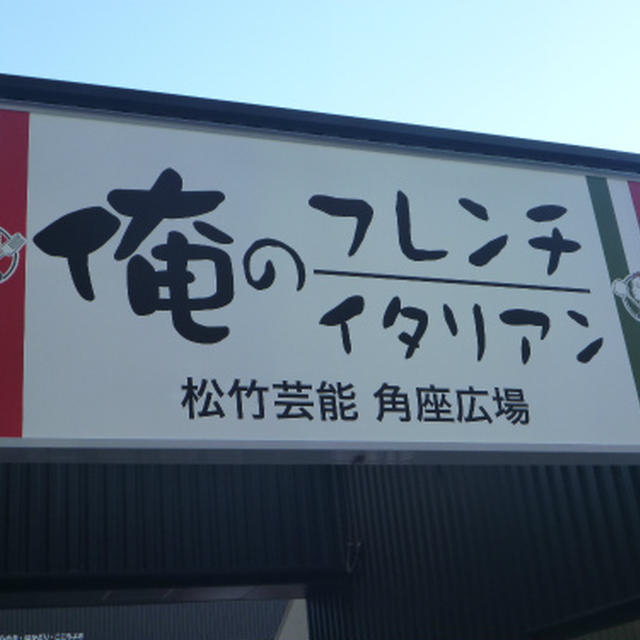 俺の
フレンチ
イタリアン
松竹芸能 角座広場